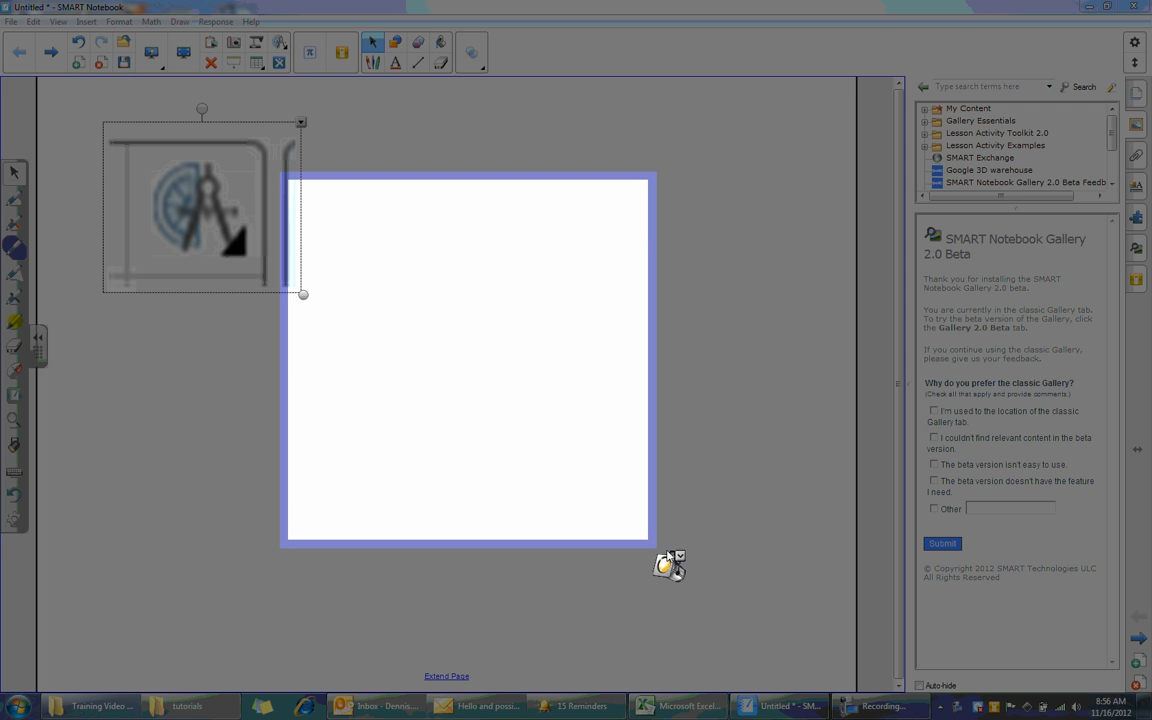 Untitled * - SMART Notebook
File Edit View Insert Format Math Draw Response Help
Type search terms here
Search
My Content
Gallery Essentials
Lesson Activity Toolkit 2.0
Lesson Activity Examples
SMART Exchange
Google 3D warehouse
SMART Notebook Gallery 2.0 Beta Feedb
SMART Notebook Gallery
2.0 Beta
Thank you for installing the SMART
Notebook Gallery 2.0 beta.
You are currently in the classic Gallery tab.
To try the beta version of the Gallery, click
the Gallery 2.0 Beta tab.
If you continue using the classic Gallery,
please give us your feedback.
Why do you prefer the classic Gallery?
(Check all that apply and provide comments.)
I'm used to the location of the classic
Gallery tab.
I couldn't find relevant content in the beta
version.
The beta version isn't easy to use.
The beta version doesn't have the feature
I need.
Other
Submit
© Copyright 2012 SMART Technologies ULC
All Rights Reserved
Extend Page
Auto-hide
Training Video ...
tutorials
Inbox - Dennis...
Hello and possi...
15 Reminders
Microsoft Excel...
Untitled * - SM...
Recording...
8:56 AM
11/16/2012